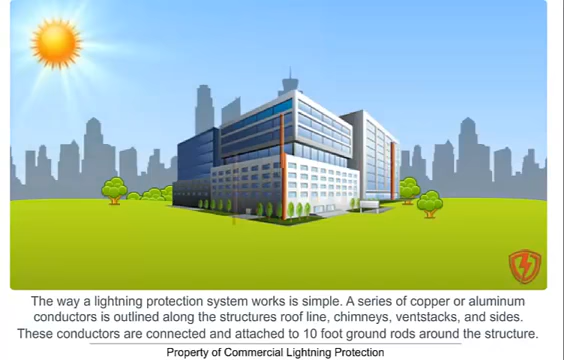 The way a lightning protection system works is simple. A series of copper or aluminum
conductors is outlined along the structures roof line, chimneys, ventstacks, and sides.
These conductors are connected and attached to 10 foot ground rods around the structure.
Property of Commercial Lightning Protection